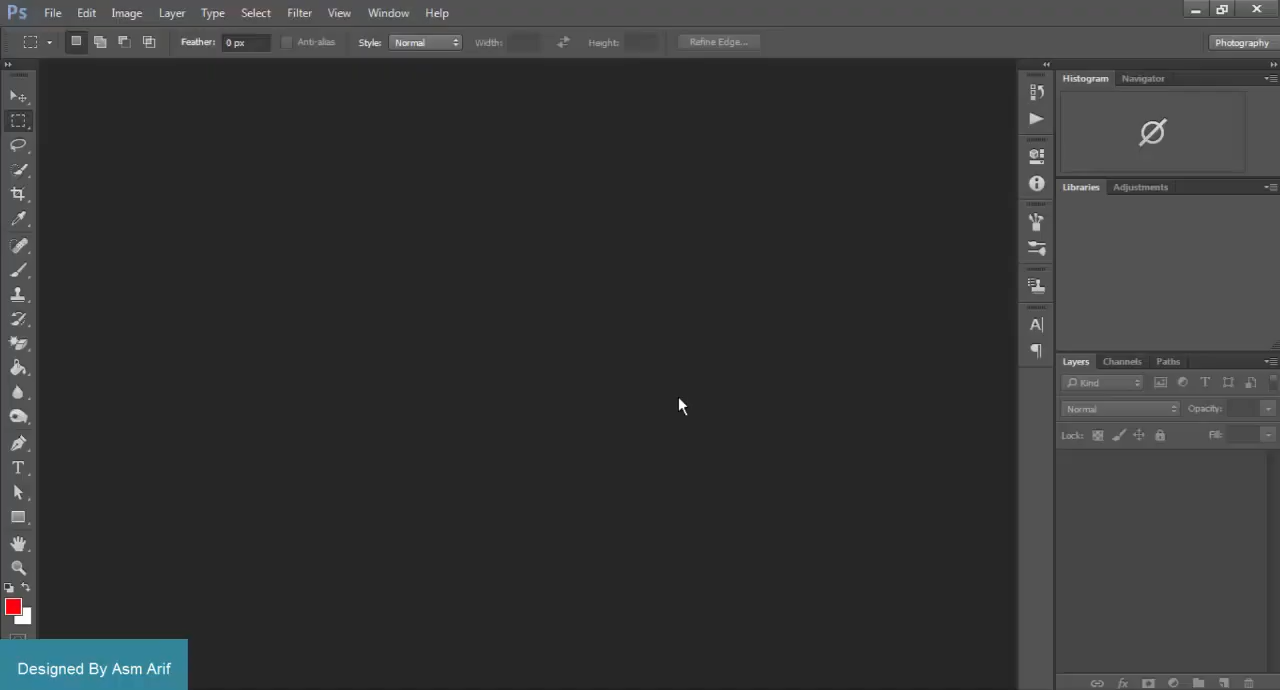 Ps File Edit Image Layer Type Select Filter View Window Help
Feather: 0 px Anti-alias Style: Normal Width: Height: Refine Edge... Photography
Histogram Navigator
Libraries Adjustments
Layers Channels Paths
Kind
Normal Opacity:
Lock: Fill:
Designed By Asm Arif